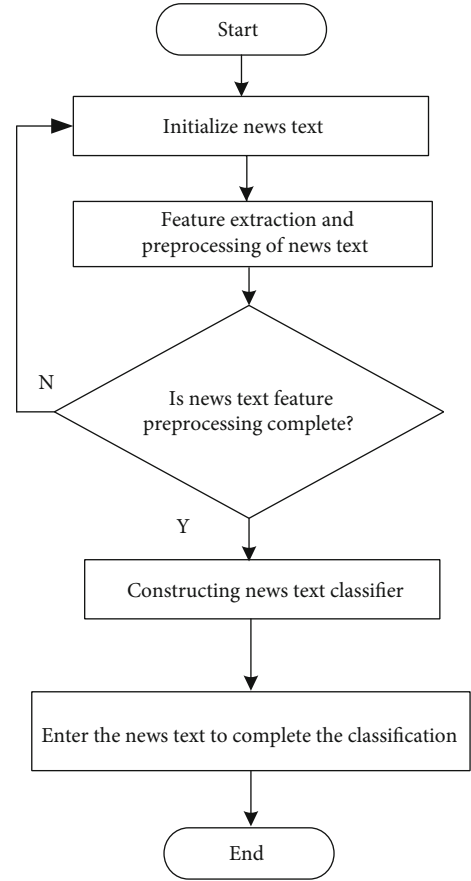 Start
Initialize news text
Feature extraction and
preprocessing of news text
N
Is news text feature
preprocessing complete?
Y
Constructing news text classifier
Enter the news text to complete the classification
End